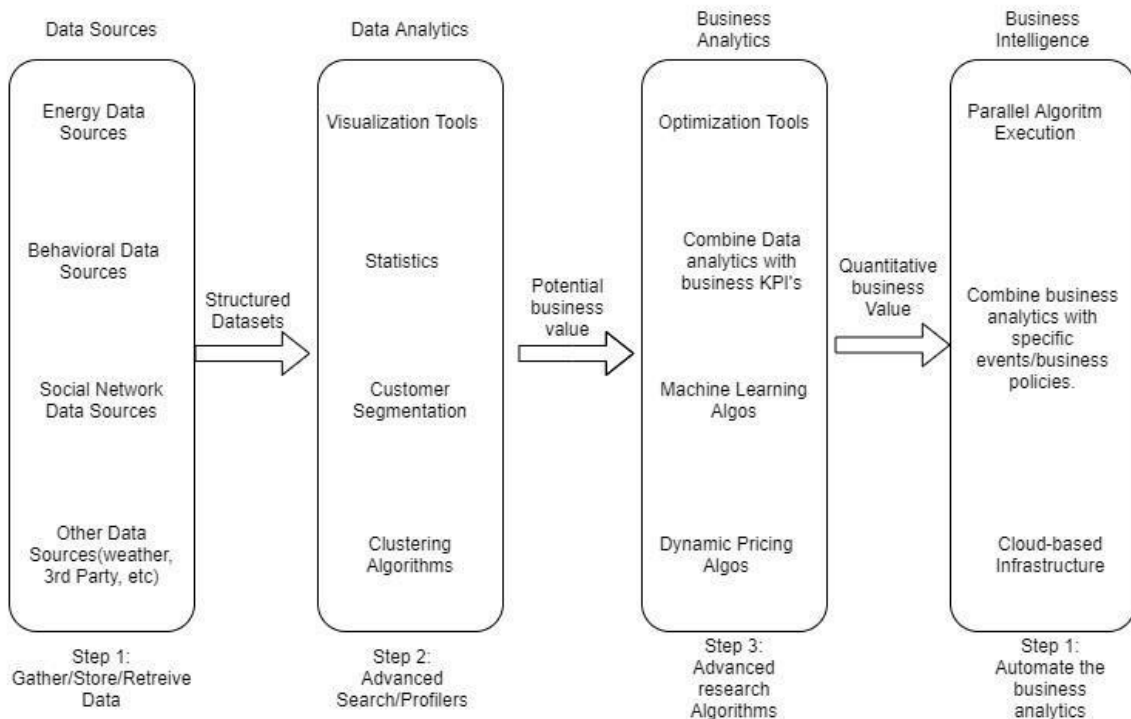 Data Sources
Energy Data
Sources
Behavioral Data
Sources
Social Network
Data Sources
Other Data
Sources(weather,
3rd Party, etc)
Step 1:
Gather/Store/Retreive
Data
Structured
Datasets
Data Analytics
Visualization Tools
Statistics
Customer
Segmentation
Clustering
Algorithms
Step 2:
Advanced
Search/Profilers
Potential
business
value
Business
Analytics
Optimization Tools
Combine Data
analytics with
business KPI's
Machine Learning
Algos
Dynamic Pricing
Algos
Step 3:
Advanced
research
Algorithms
Quantitative
business
Value
Business
Intelligence
Parallel Algoritm
Execution
Combine business
analytics with
specific
events/business
policies.
Cloud-based
Infrastructure
Step 1:
Automate the
business
analytics